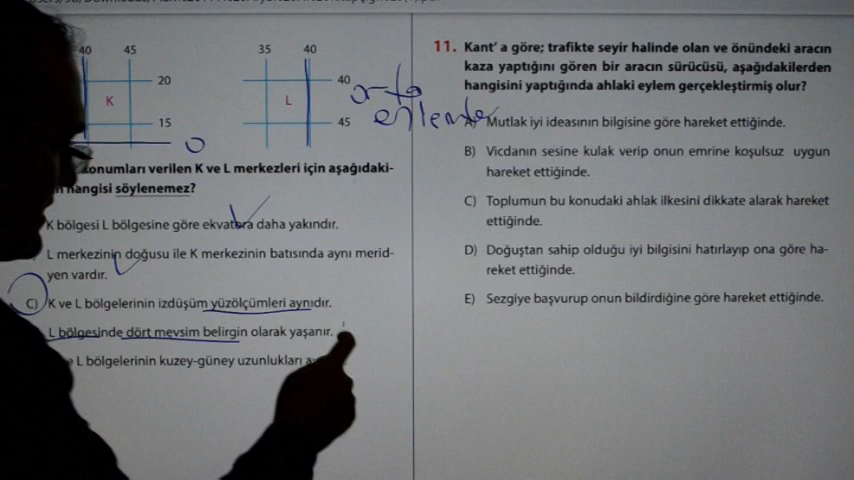 40 45
20
K
15
35 40
40
L
45
orta
enlemde
0
konumları verilen K ve L merkezleri için aşağıdaki-
hangisi söylenemez?
K bölgesi L bölgesine göre ekvatora daha yakındır.
L merkezinin doğusu ile K merkezinin batısında aynı merid-
yen vardır.
C) K ve L bölgelerinin izdüşüm yüzölçümleri aynıdır.
L bölgesinde dört mevsim belirgin olarak yaşanır.
L bölgelerinin kuzey-güney uzunlukları
11. Kant' a göre; trafikte seyir halinde olan ve önündeki aracın
kaza yaptığını gören bir aracın sürücüsü, aşağıdakilerden
hangisini yaptığında ahlaki eylem gerçekleştirmiş olur?
A) Mutlak iyi ideasının bilgisine göre hareket ettiğinde.
B) Vicdanın sesine kulak verip onun emrine koşulsuz uygun
hareket ettiğinde.
C) Toplumun bu konudaki ahlak ilkesini dikkate alarak hareket
ettiğinde.
D) Doğuştan sahip olduğu iyi bilgisini hatırlayıp ona göre ha-
reket ettiğinde.
E) Sezgiye başvurup onun bildirdiğine göre hareket ettiğinde.